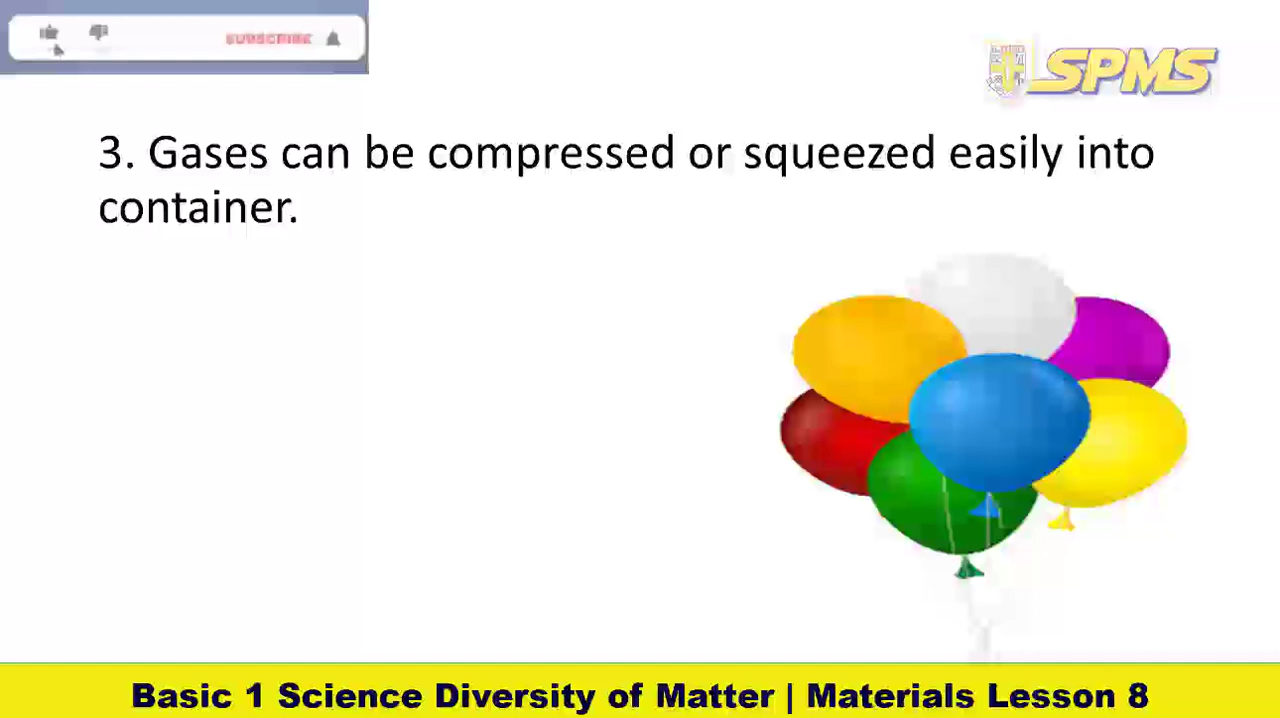 SUBSCRIBE
SPMS
3. Gases can be compressed or squeezed easily into
container.
Basic 1 Science Diversity of Matter | Materials Lesson 8